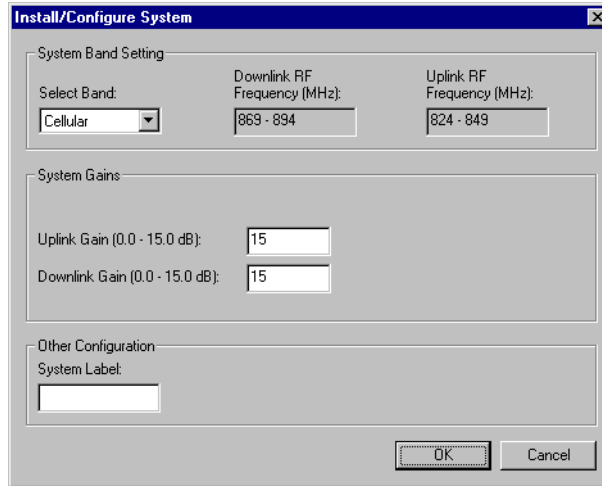 Install/Configure System
System Band Setting
Select Band:
Downlink RF
Frequency (MHz):
Uplink RF
Frequency (MHz):
Cellular
869 - 894
824 - 849
System Gains
Uplink Gain (0.0 - 15.0 dB):
15
Downlink Gain (0.0 - 15.0 dB):
15
Other Configuration
System Label:
OK
Cancel